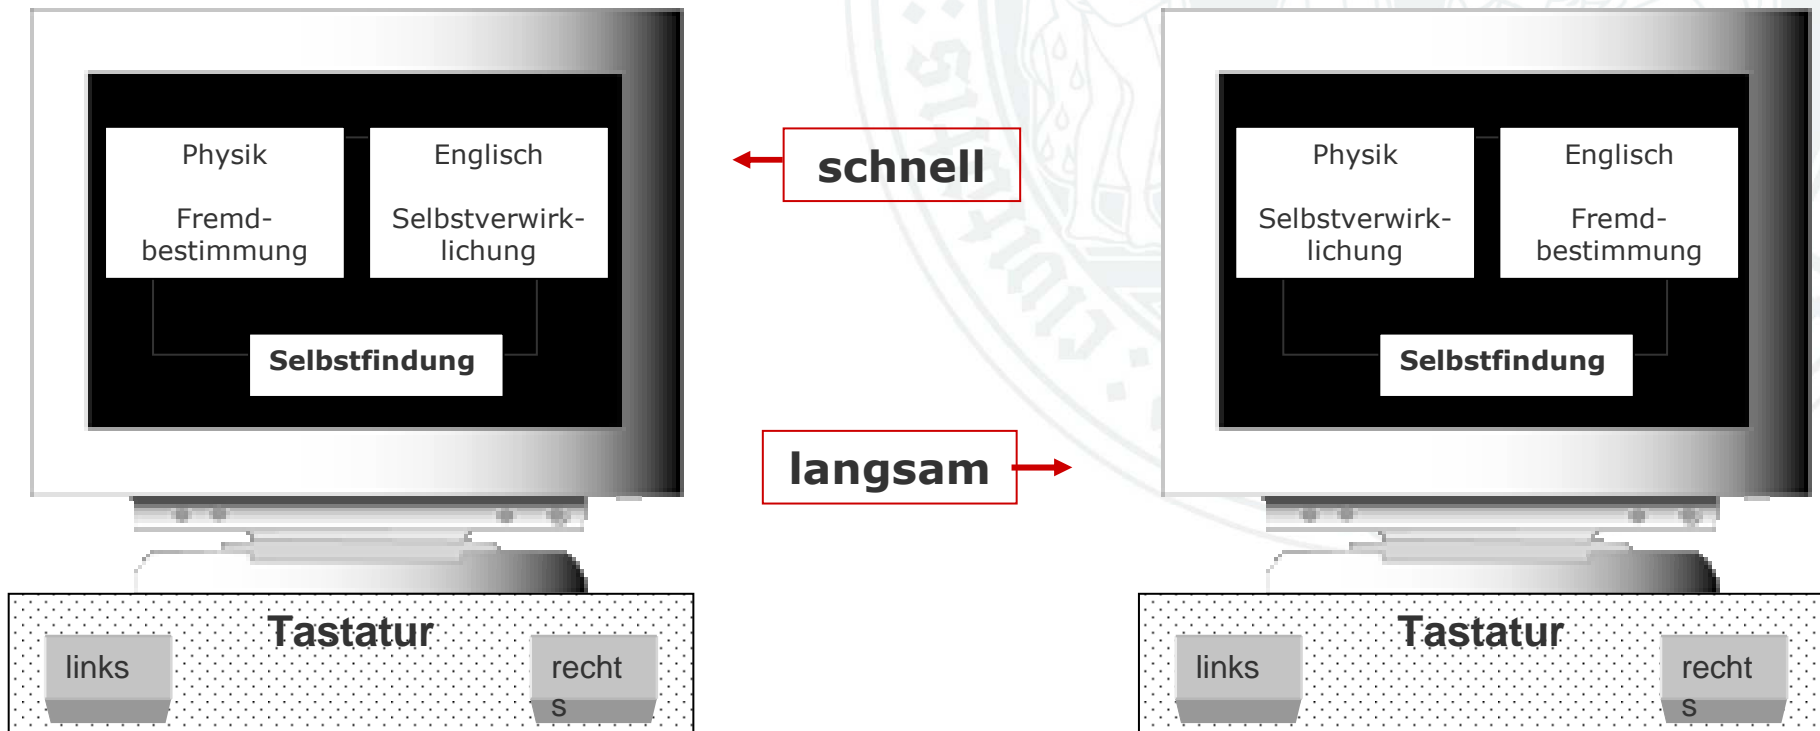 Physik
Fremd-
bestimmung
Englisch
Selbstverwirk-
lichung
Selbstfindung
Tastatur
links
recht
s
schnell
langsam
Physik
Selbstverwirk-
lichung
Englisch
Fremd-
bestimmung
Selbstfindung
Tastatur
links
recht
s